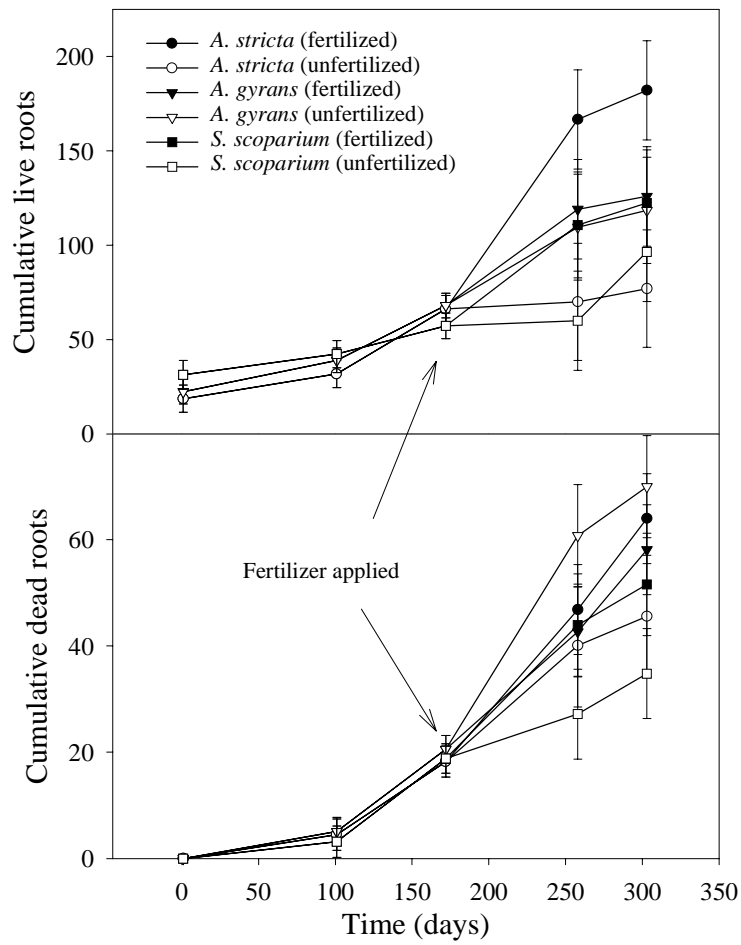 Cumulative live roots
200
150
100
50
0
A. stricta (fertilized)
A. stricta (unfertilized)
A. gyrans (fertilized)
A. gyrans (unfertilized)
S. scoparium (fertilized)
S. scoparium (unfertilized)
Cumulative dead roots
60
40
20
0
Fertilizer applied
0 50 100 150 200 250 300 350
Time (days)